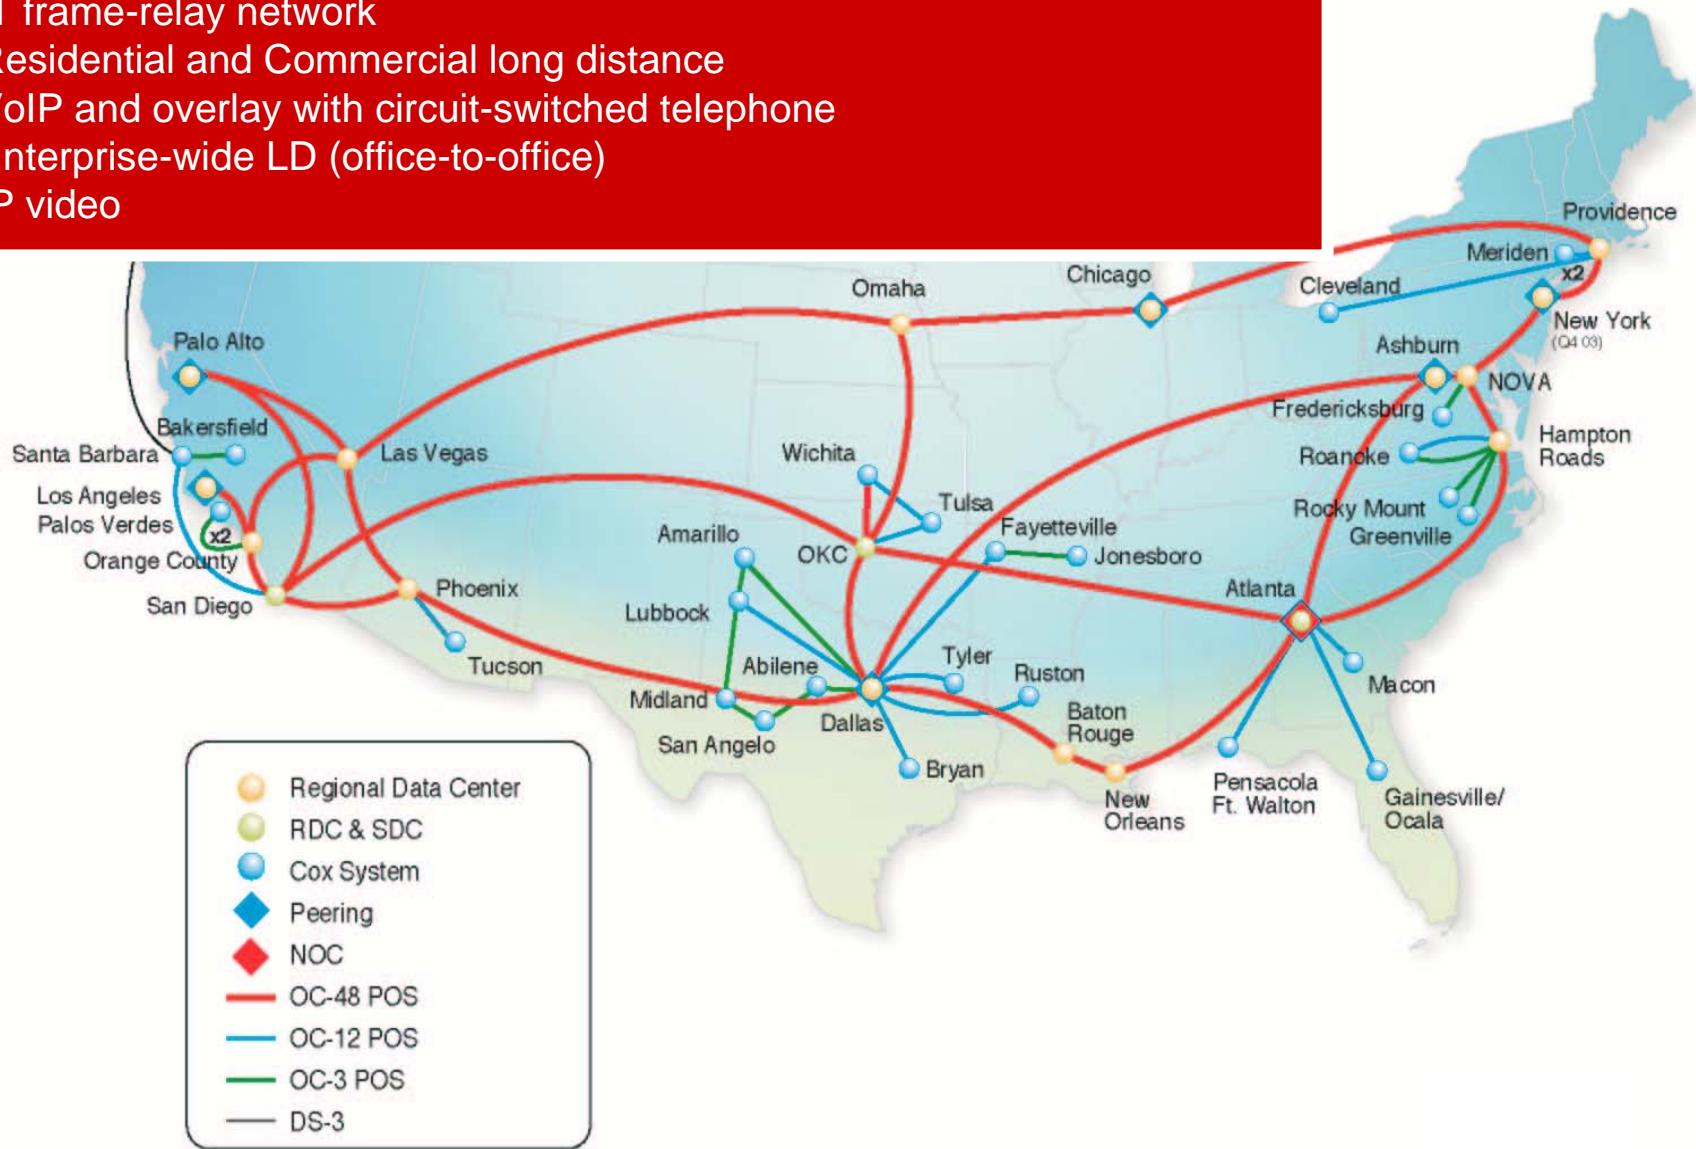 frame-relay network
Residential and Commercial long distance
VoIP and overlay with circuit-switched telephone
nterprise-wide LD (office-to-office)
P video
Providence
Meriden
x2
Chicago
Cleveland
Omaha
New York
(Q4 03)
Palo Alto
Ashburn
NOVA
Fredericksburg
Bakersfield
Santa Barbara
Las Vegas
Wichita
Hampton
Roads
Roanoke
Los Angeles
Palos Verdes
x2
Orange County
Tulsa
Rocky Mount
Greenville
Amarillo
Fayetteville
OKC
Jonesboro
San Diego
Phoenix
Atlanta
Lubbock
Tucson
Abilene
Tyler
Ruston
Macon
Midland
Dallas
Baton
Rouge
San Angelo
Bryan
New
Orleans
Pensacola
Ft. Walton
Gainesville/
Ocala
Regional Data Center
RDC & SDC
Cox System
Peering
NOC
OC-48 POS
OC-12 POS
OC-3 POS
DS-3